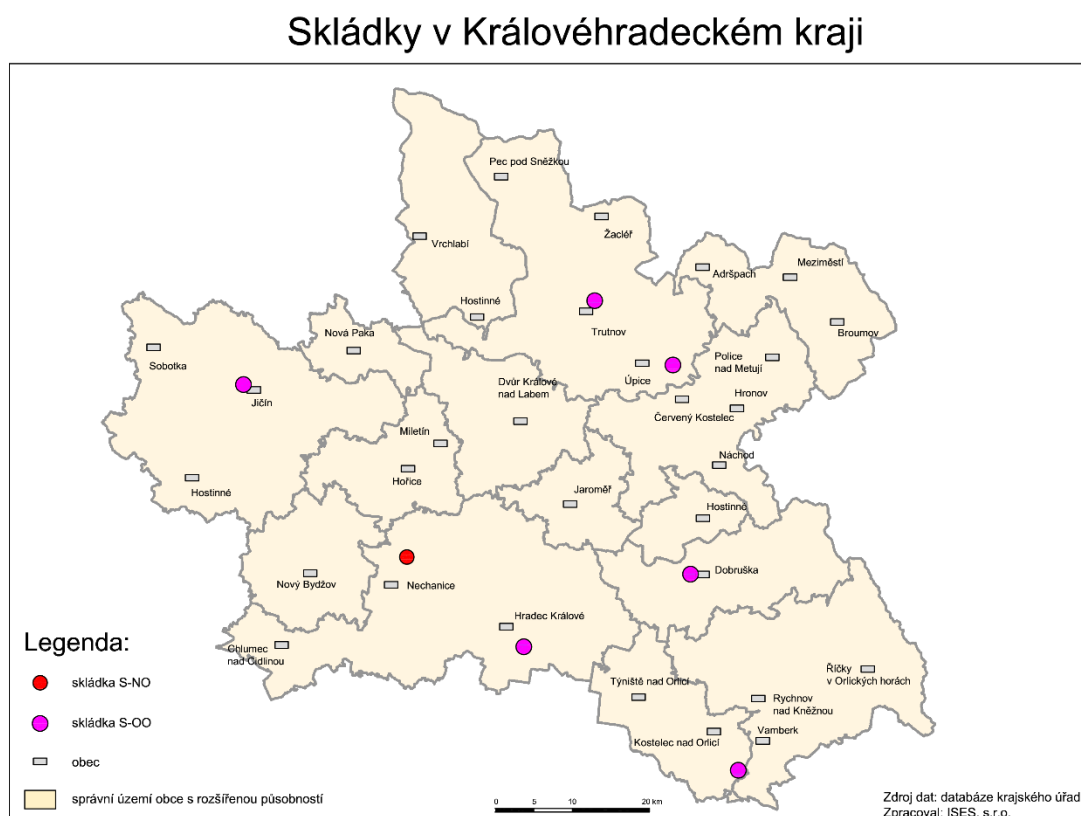 Skládky v Královéhradeckém kraji
Pec pod Sněžkou
Žacléř
Vrchlabí
Adršpach
Meziměstí
Hostinné
Trutnov
Broumov
Nová Paka
Sobotka
Police
nad Metují
Úpice
Dvůr Králové
nad Labem
Hronov
Jičín
Červený Kostelec
Miletín
Náchod
Hořice
Hostinné
Jaroměř
Hostinné
Dobruška
Nový Bydžov
Nechanice
Hradec Králové
Chlumec
nad Cidlinou
Říčky
v Orlických horách
Týniště nad Orlicí
Rychnov
nad Kněžnou
Vamberk
Kostelec nad Orlicí
Legenda:
skládka S-NO
skládka S-OO
obec
správní území obce s rozšířenou působností
0 5 10 20 km
Zdroj dat: databáze krajského úřad
Zpracoval: ISES, s.r.o.